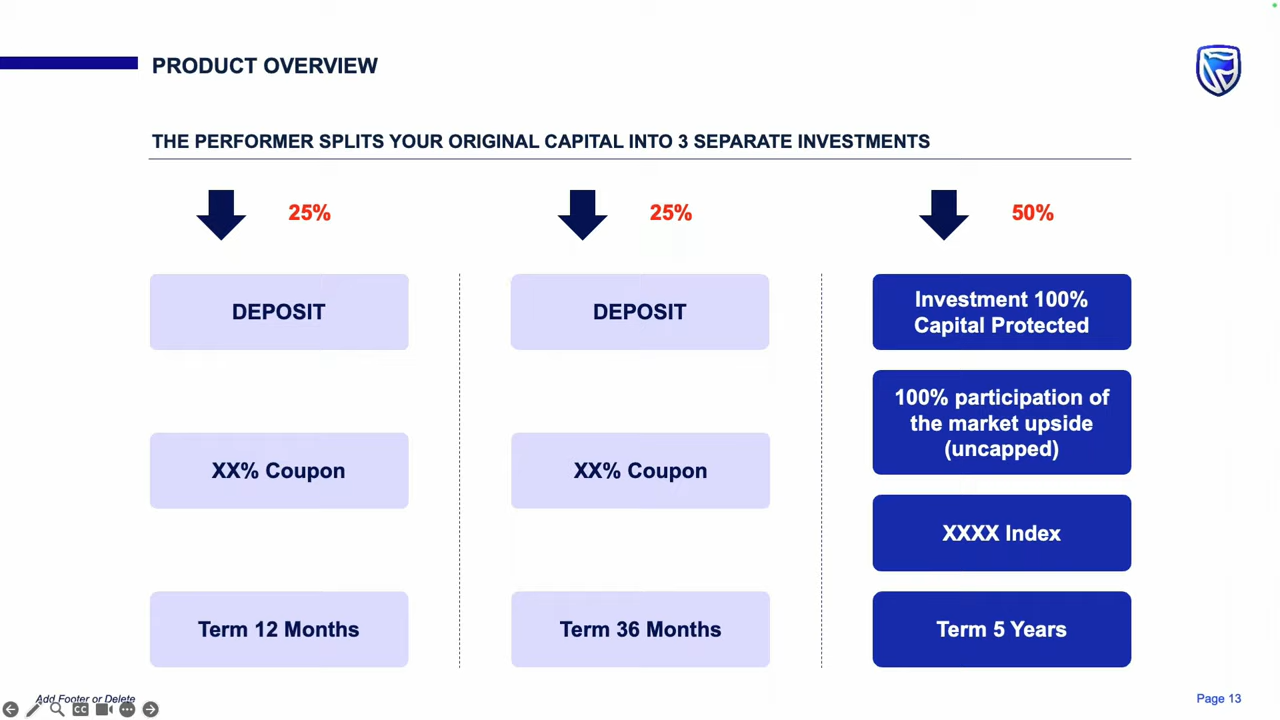 PRODUCT OVERVIEW
THE PERFORMER SPLITS YOUR ORIGINAL CAPITAL INTO 3 SEPARATE INVESTMENTS
25%
25%
50%
DEPOSIT
DEPOSIT
Investment 100%
Capital Protected
100% participation of
the market upside
(uncapped)
XX% Coupon
XX% Coupon
XXXX Index
Term 12 Months
Term 36 Months
Term 5 Years
Add Footer or Delete
CC
Page 13